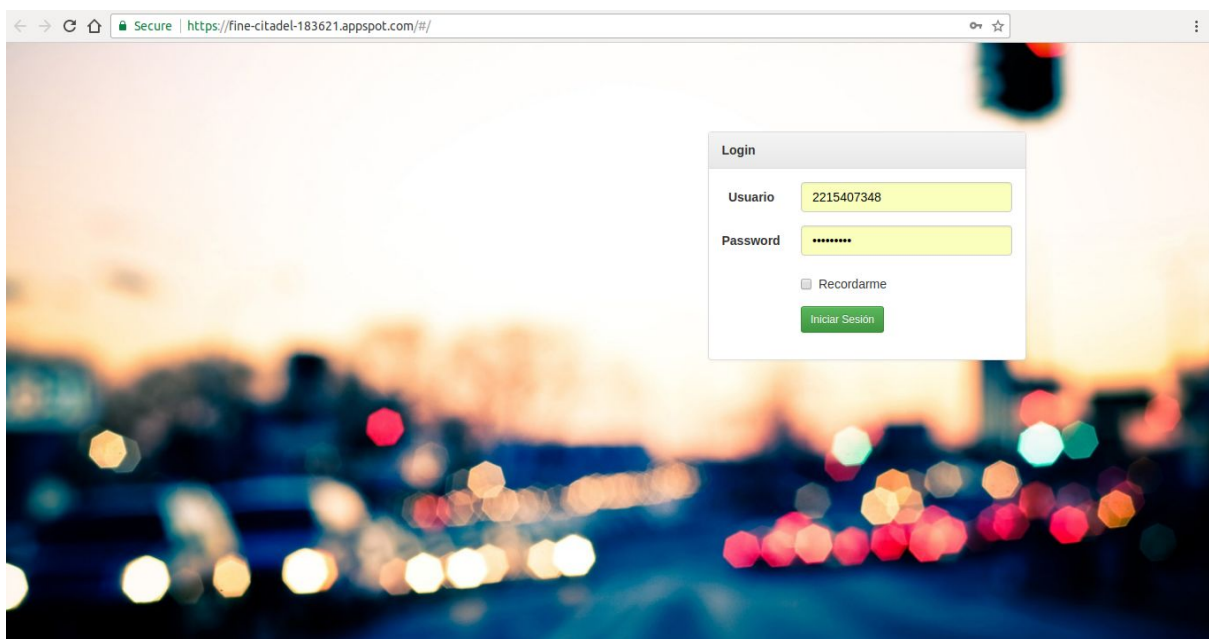 Secure | https://fine-citadel-183621.appspot.com/#/
Login
Usuario 2215407348
Password •••••••••
Recordarme
Iniciar Sesión